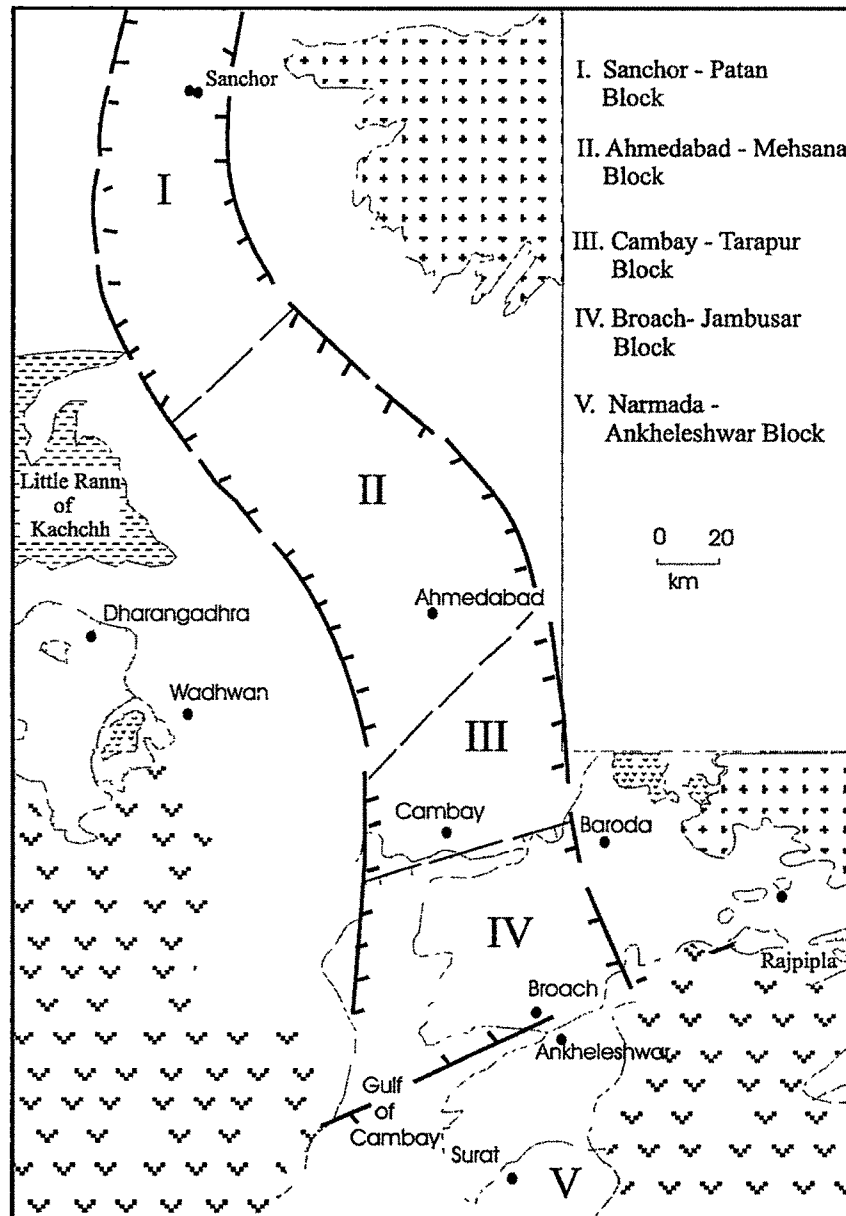 Sanchor
I
I. Sanchor - Patan
Block
II. Ahmedabad - Mehsana
Block
III. Cambay - Tarapur
Block
IV. Broach- Jambusar
Block
V. Narmada -
Ankheleshwar Block
0 20
km
Little Rann
of
Kachchh
II
Dharangadhra
Ahmedabad
Wadhwan
III
Cambay
Baroda
IV
Rajpipla
Broach
Ankheleshwar
Gulf
of
Cambay
Surat
V